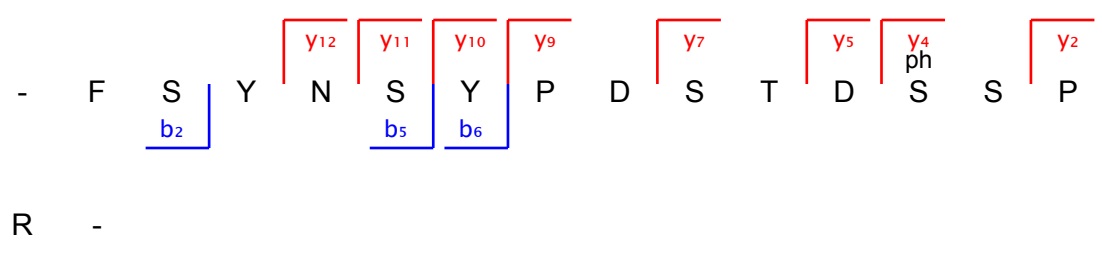 y12 y11 y10 y9 y7 y5 y4 y2
ph
- F S Y N S Y P D S T D S S P
b2 b5 b6
R -